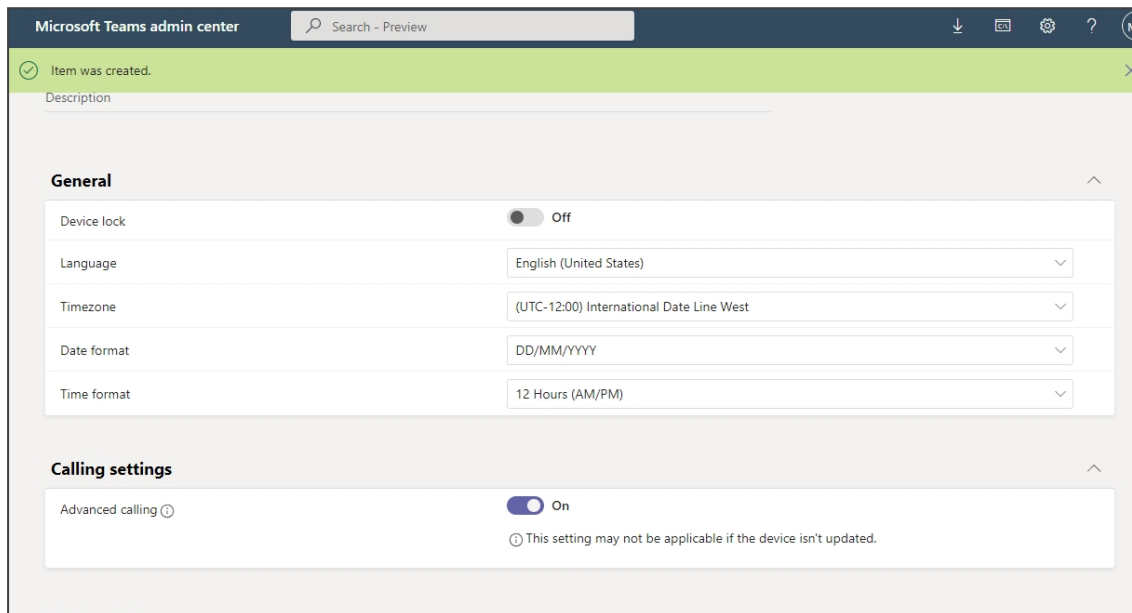 Microsoft Teams admin center
Search - Preview
Item was created.
Description
General
Device lock
Off
Language
English (United States)
Timezone
(UTC-12:00) International Date Line West
Date format
DD/MM/YYYY
Time format
12 Hours (AM/PM)
Calling settings
Advanced calling
On
This setting may not be applicable if the device isn't updated.